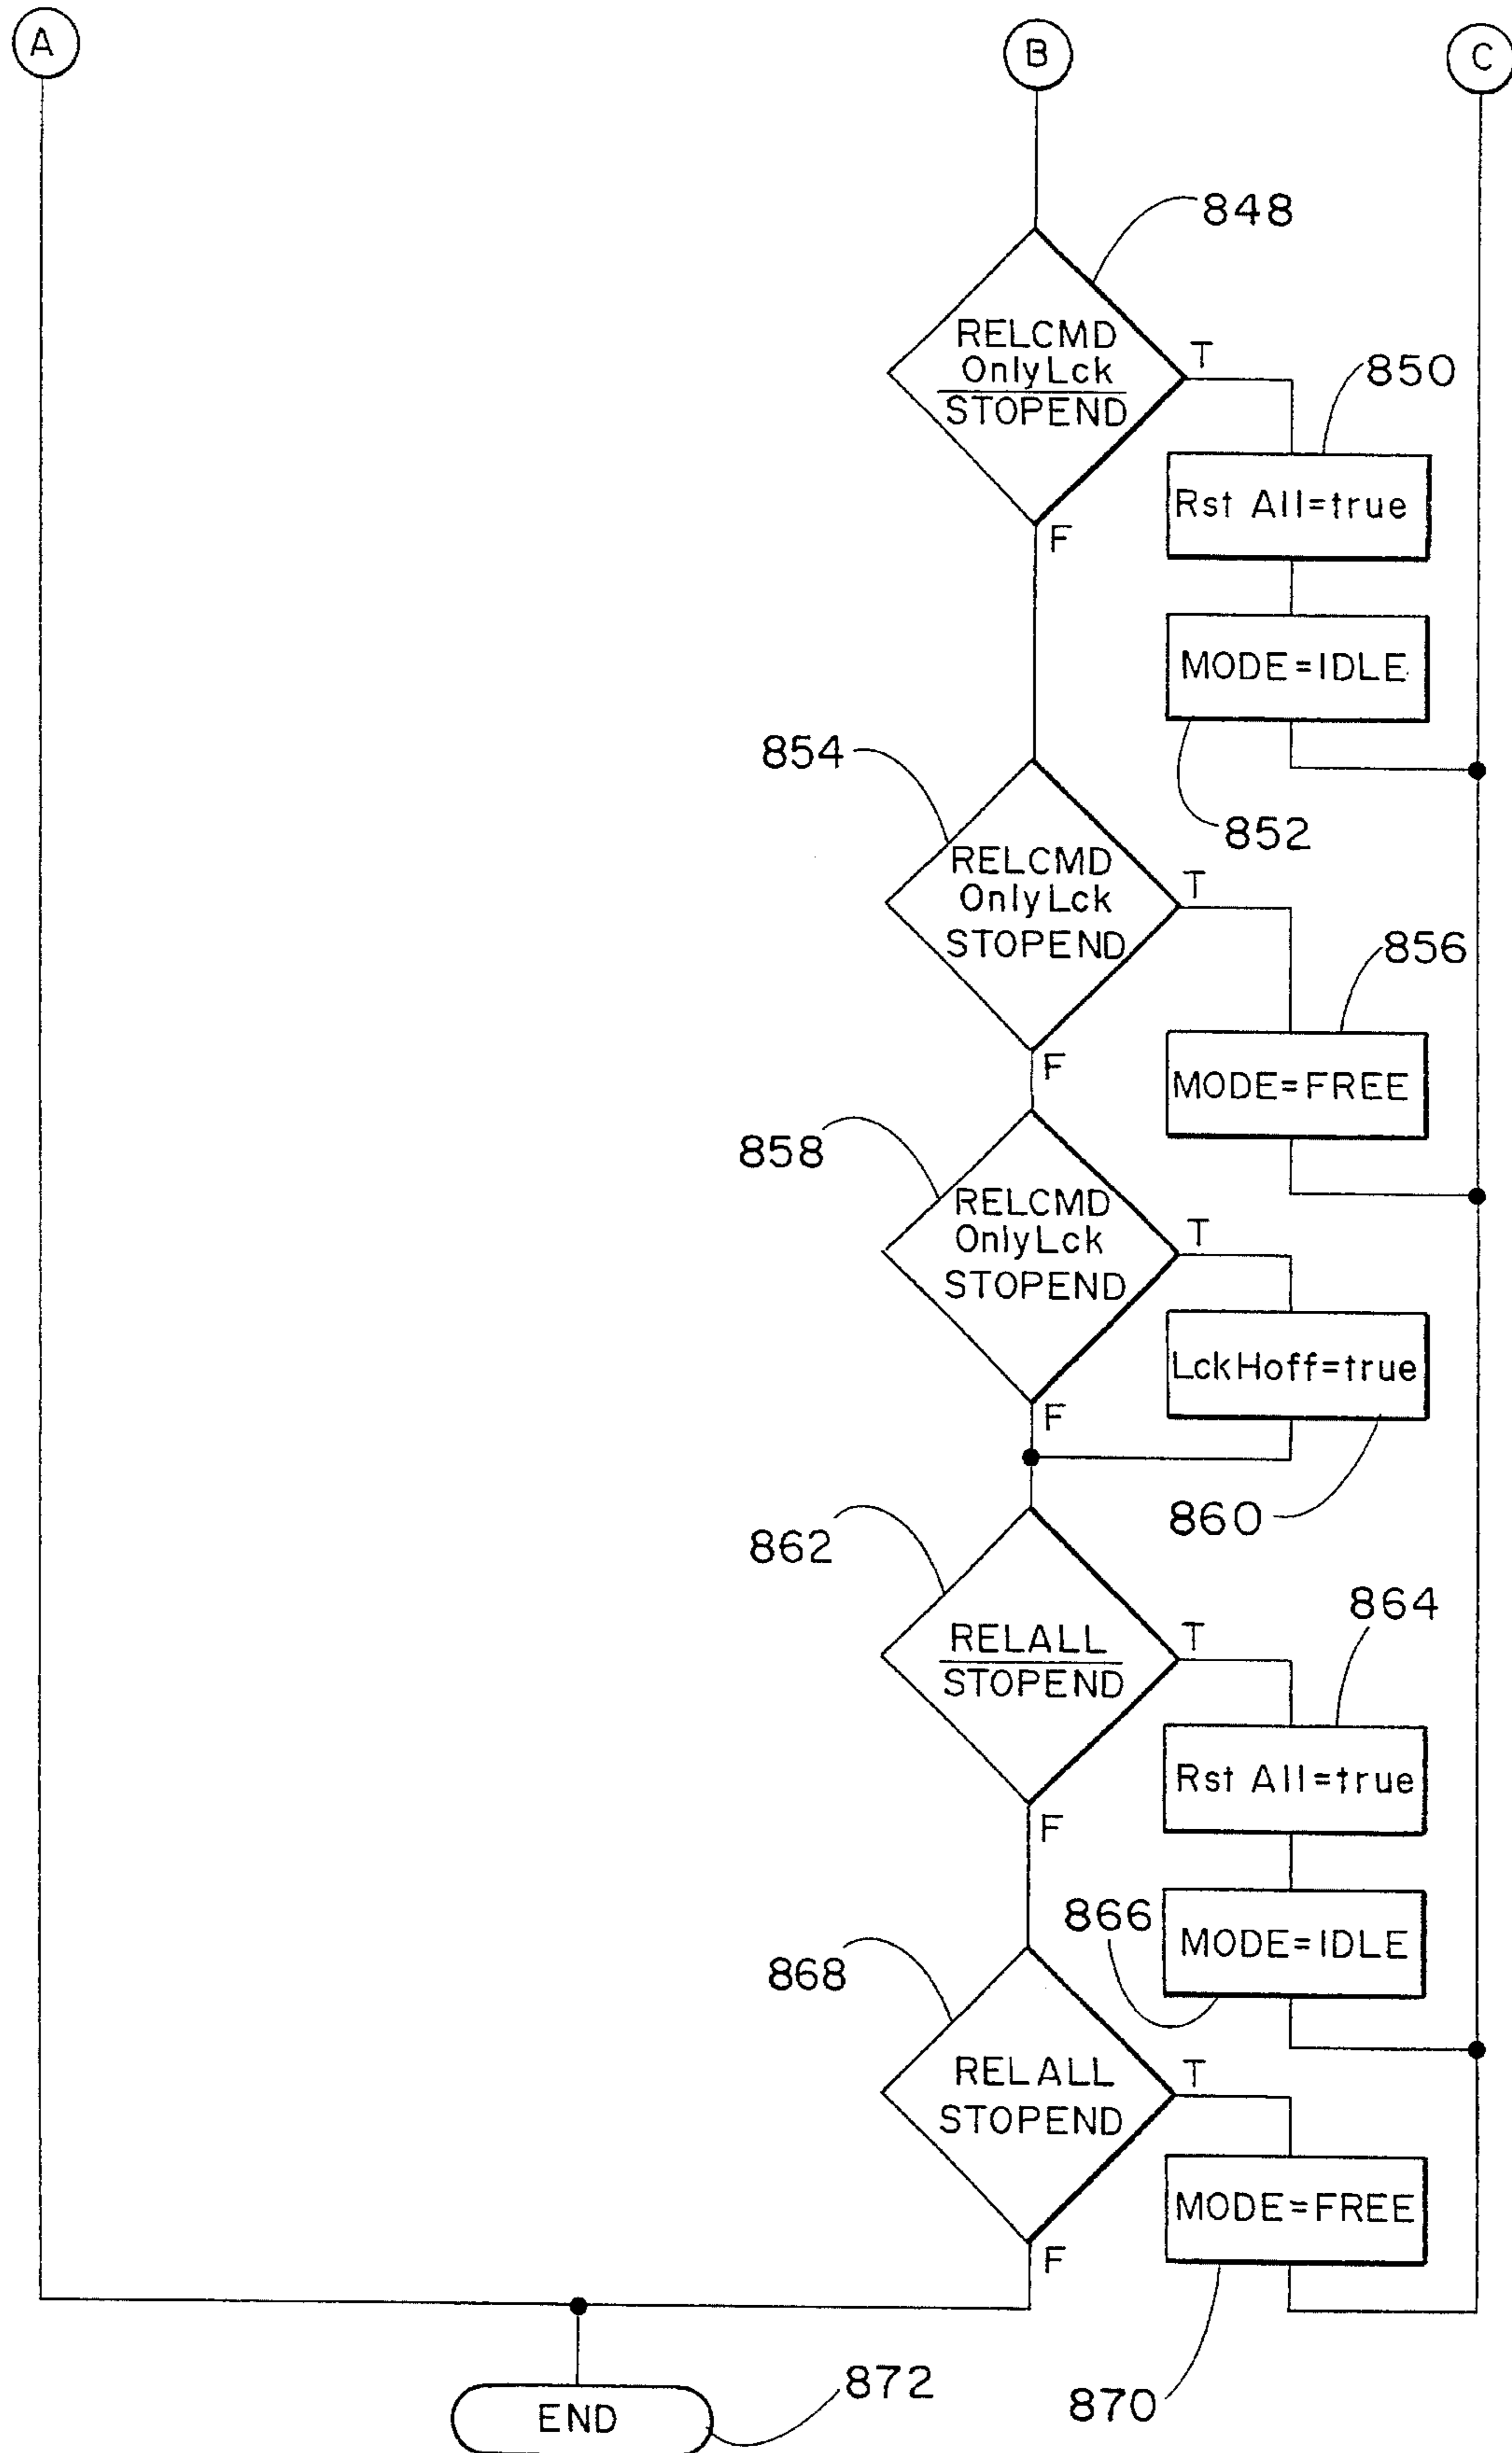 A
B
C
848
RELCMD
OnlyLck
STOPEND
T
F
850
Rst All=true
MODE=IDLE
852
854
RELCMD
OnlyLck
STOPEND
T
F
856
MODE=FREE
858
RELCMD
OnlyLck
STOPEND
T
F
LckHoff=true
860
862
RELALL
STOPEND
T
F
864
Rst All=true
866
MODE=IDLE
868
RELALL
STOPEND
T
F
MODE=FREE
870
END
872